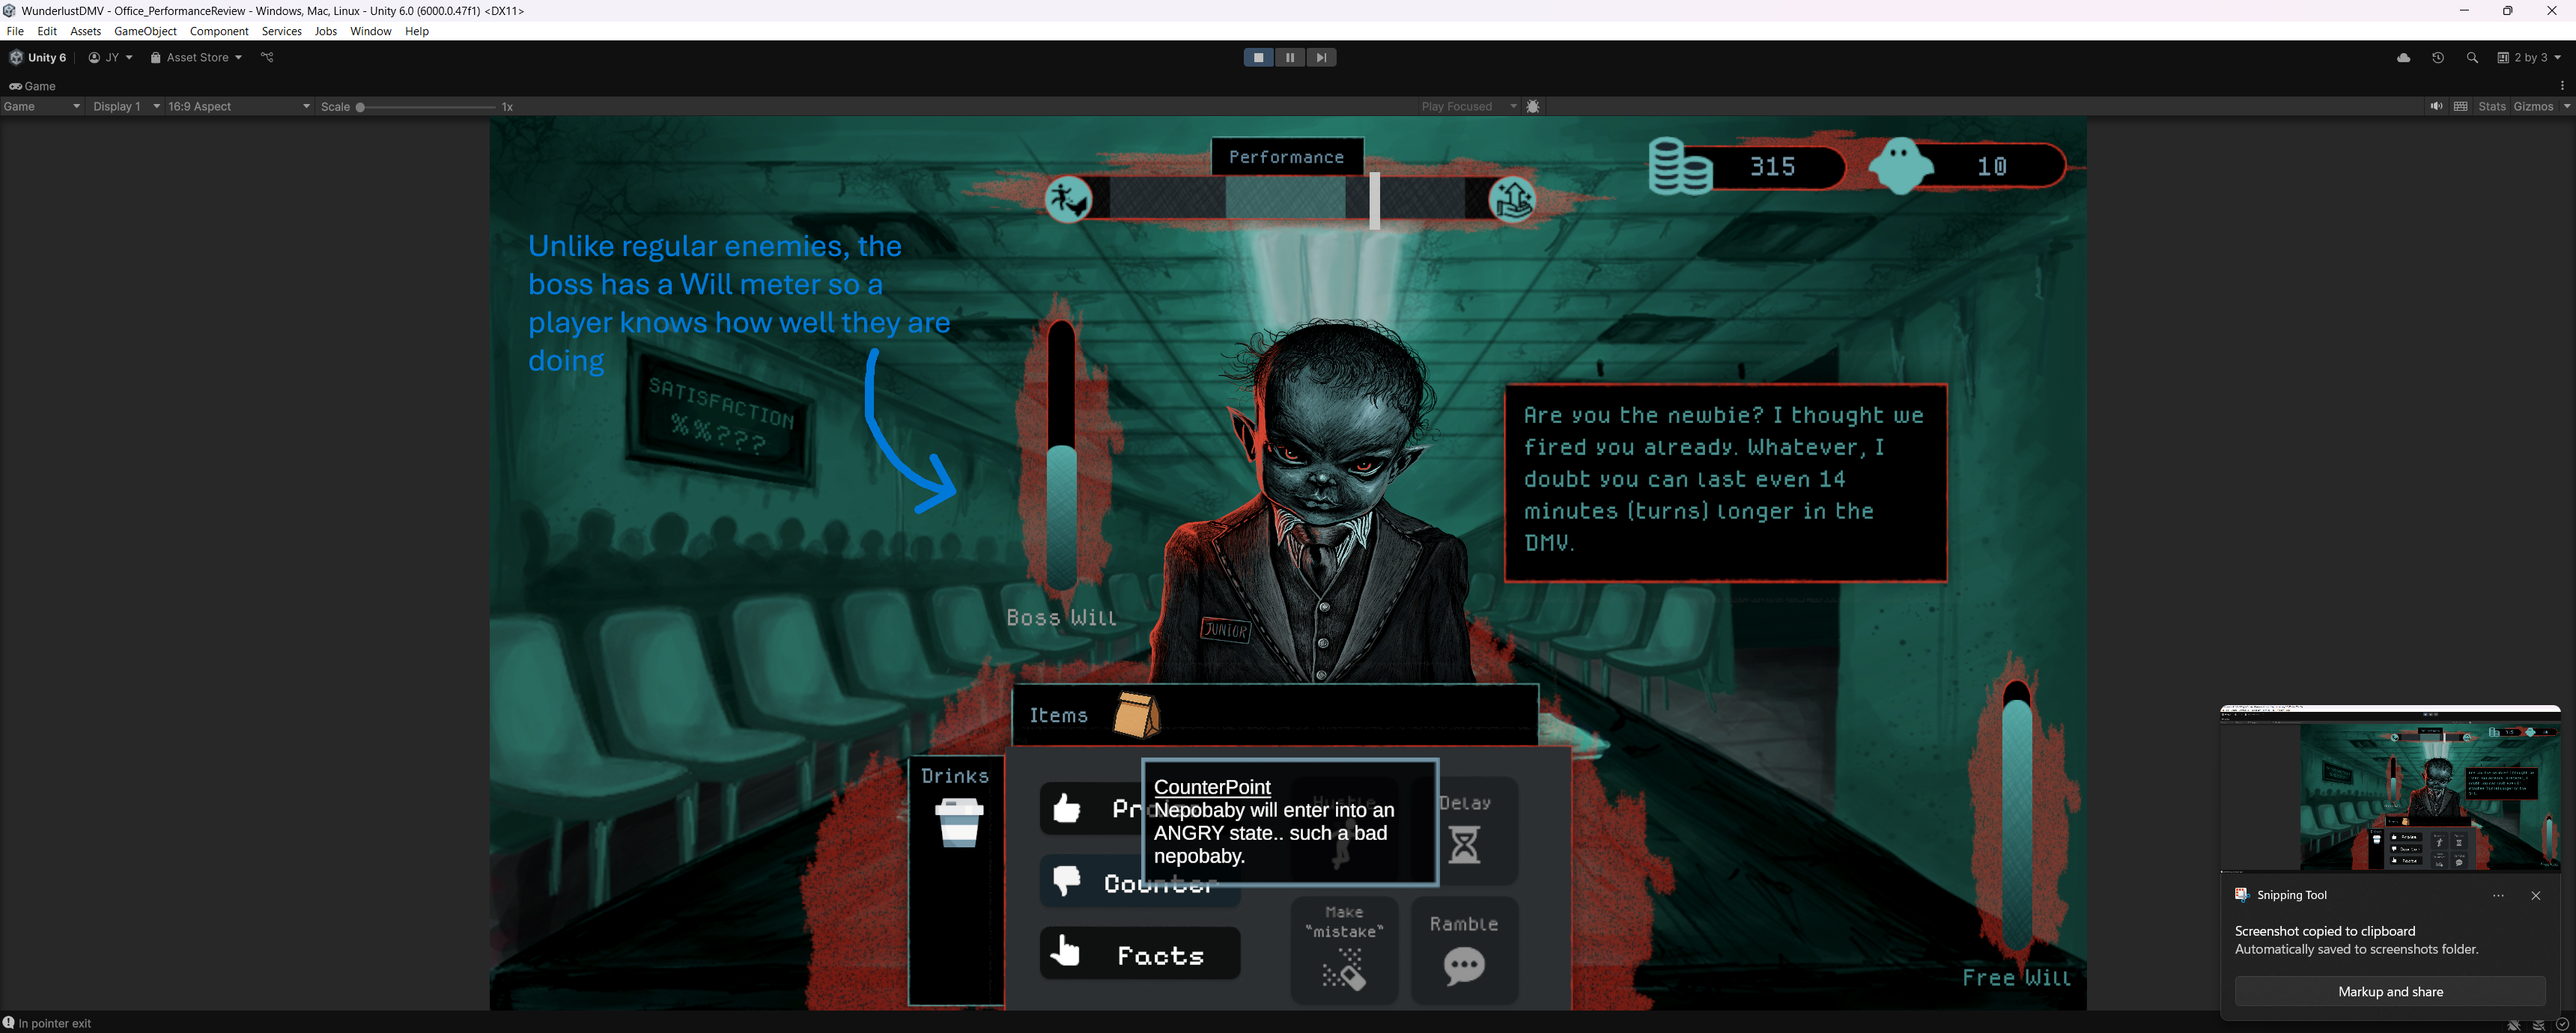 WunderlustDMV - Office_PerformanceReview - Windows, Mac, Linux - Unity 6.0 (6000.0.47f1) <DX11>
File Edit Assets GameObject Component Services Jobs Window Help
Unity 6 JY Asset Store 2 by 3
Game
Game Display 1 16:9 Aspect Scale 1x Play Focused Stats Gizmos
Performance
315
10
Unlike regular enemies, the
boss has a Will meter so a
player knows how well they are
doing
SATISFACTION
%%???
Are you the newbie? I thought we
fired you already. Whatever, I
doubt you can last even 14
minutes (turns) longer in the
DMV.
Boss Will
JUNIOR
Items
Drinks
CounterPoint
Nepobaby will enter into an
ANGRY state.. such a bad
nepobaby.
Delay
Counter
Facts
Make
"mistake"
Ramble
Free Will
Snipping Tool
Screenshot copied to clipboard
Automatically saved to screenshots folder.
Markup and share
In pointer exit